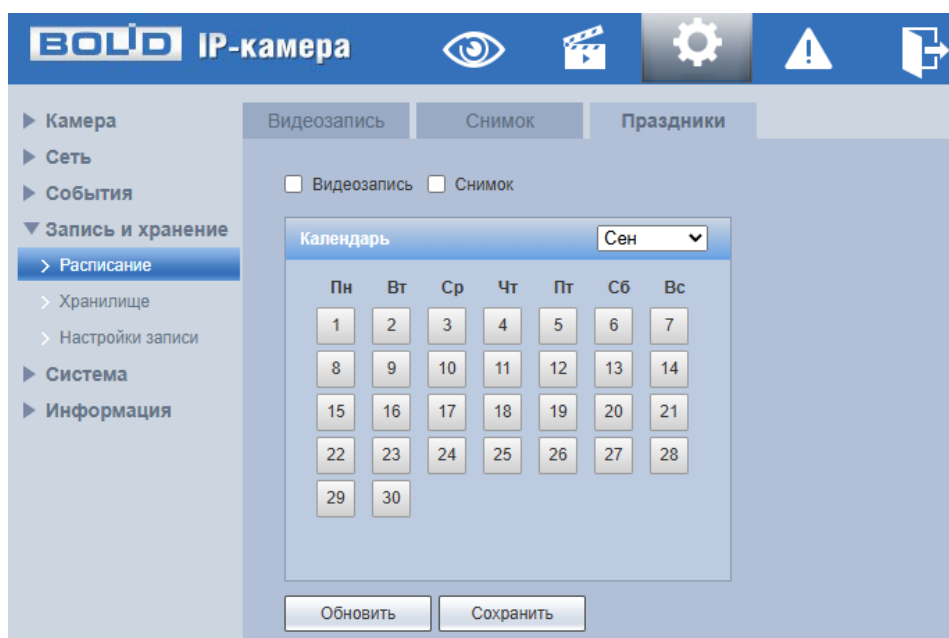 BOLID IP-камера
Камера
Сеть
События
Запись и хранение
Расписание
Хранилище
Настройки записи
Система
Информация
Видеозапись Снимок Праздники
Видеозапись Снимок
Календарь Сен
Пн Вт Ср Чт Пт Сб Вс
1 2 3 4 5 6 7
8 9 10 11 12 13 14
15 16 17 18 19 20 21
22 23 24 25 26 27 28
29 30
Обновить Сохранить